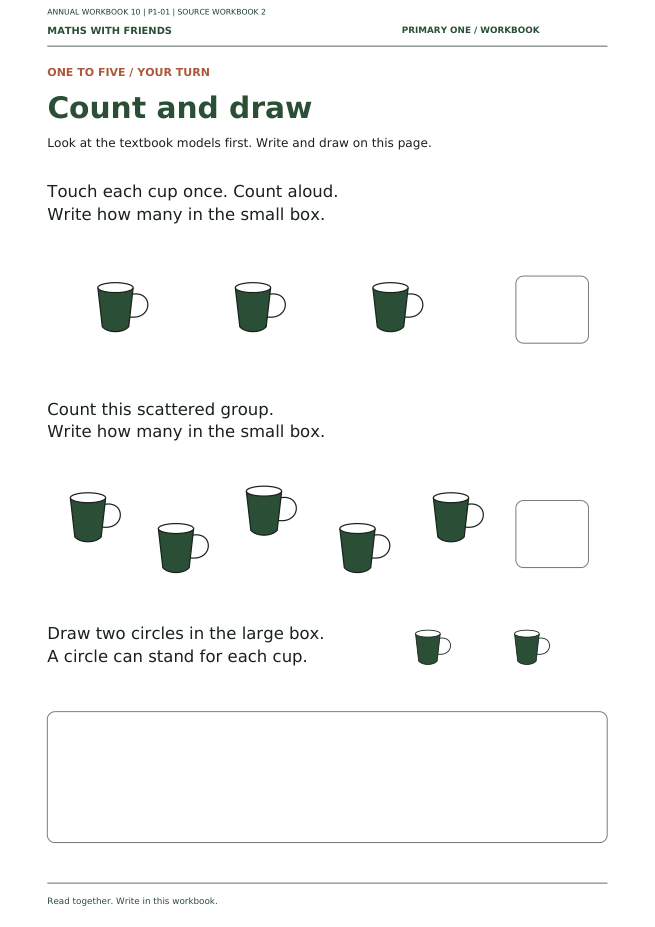 ANNUAL WORKBOOK 10 | P1-01 | SOURCE WORKBOOK 2
MATHS WITH FRIENDS
PRIMARY ONE / WORKBOOK
ONE TO FIVE / YOUR TURN
Count and draw
Look at the textbook models first. Write and draw on this page.
Touch each cup once. Count aloud.
Write how many in the small box.
Count this scattered group.
Write how many in the small box.
Draw two circles in the large box.
A circle can stand for each cup.
Read together. Write in this workbook.